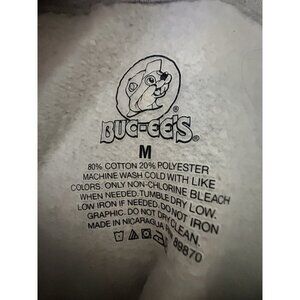 BUC-EE'S®
M
80% COTTON 20% POLYESTER
MACHINE WASH COLD WITH LIKE
COLORS. ONLY NON-CHLORINE BLEACH
WHEN NEEDED. TUMBLE DRY LOW.
LOW IRON IF NEEDED. DO NOT IRON
GRAPHIC. DO NOT DRY CLEAN.
MADE IN NICARAGUA
89870